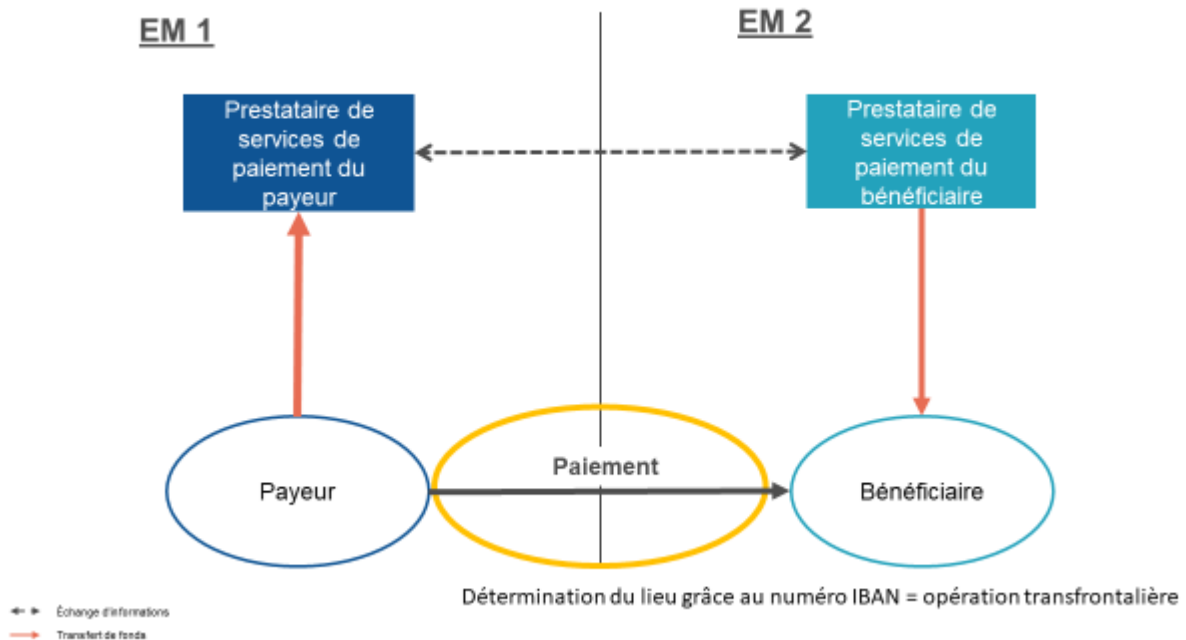 EM 1
EM 2
Prestataire de
services de
paiement du
payeur
Prestataire de
services de
paiement du
bénéficiaire
Paiement
Payeur
Bénéficiaire
Détermination du lieu grâce au numéro IBAN = opération transfrontalière
Échange d'informations
Transfert de fonds